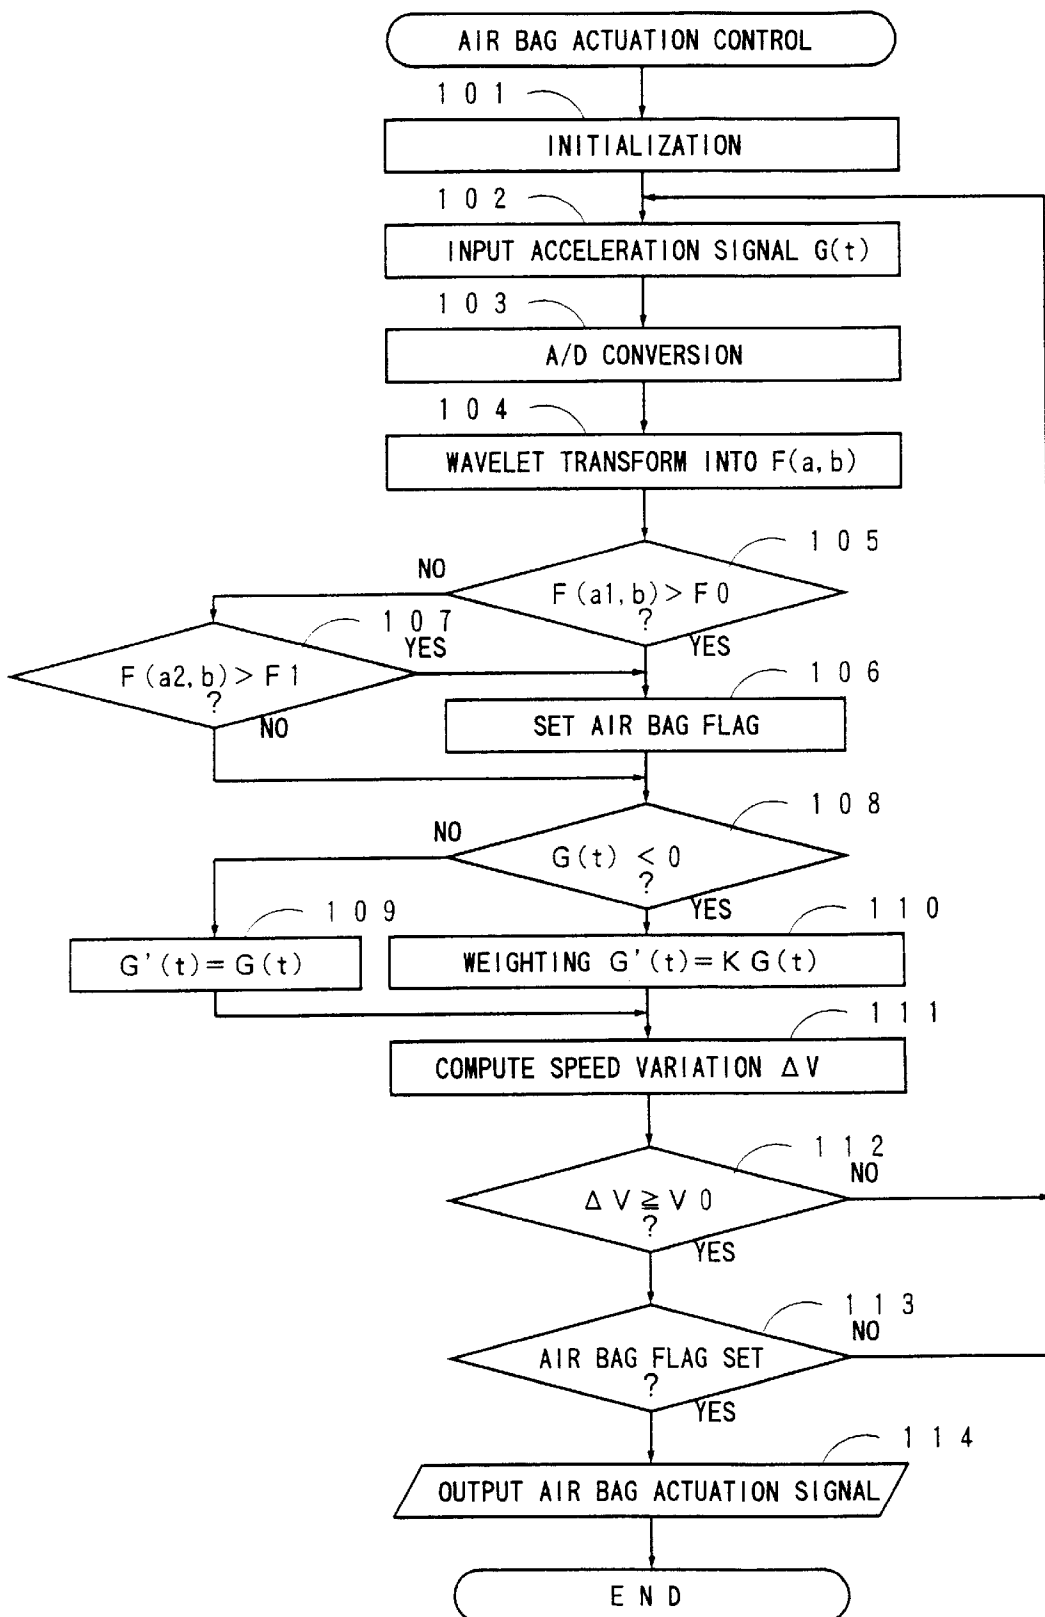 AIR BAG ACTUATION CONTROL
101
INITIALIZATION
102
INPUT ACCELERATION SIGNAL G(t)
103
A/D CONVERSION
104
WAVELET TRANSFORM INTO F(a,b)
105
NO
F(a1,b)>F0
?
YES
107
YES
F(a2,b)>F1
?
NO
106
SET AIR BAG FLAG
108
NO
G(t) <0
?
YES
109
G'(t)=G(t)
110
WEIGHTING G'(t)=KG(t)
111
COMPUTE SPEED VARIATION ΔV
112
NO
ΔV≧V0
?
YES
113
NO
AIR BAG FLAG SET
?
YES
114
OUTPUT AIR BAG ACTUATION SIGNAL
END